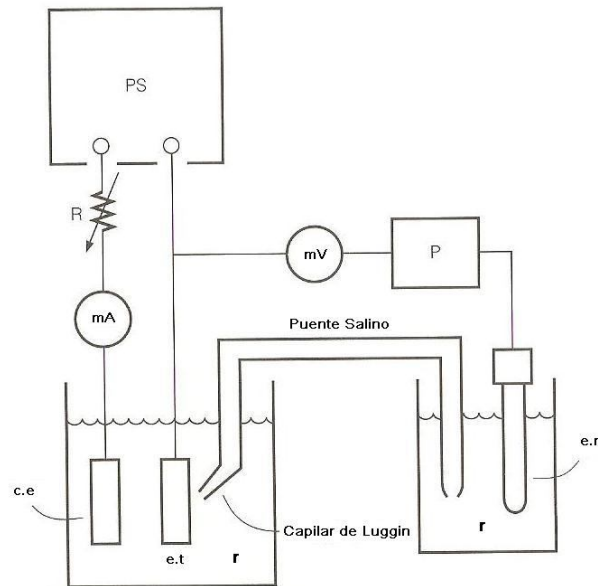 PS
R
mV
P
mA
Puente Salino
c.e
e.r
Capilar de Luggin
e.t
r
r